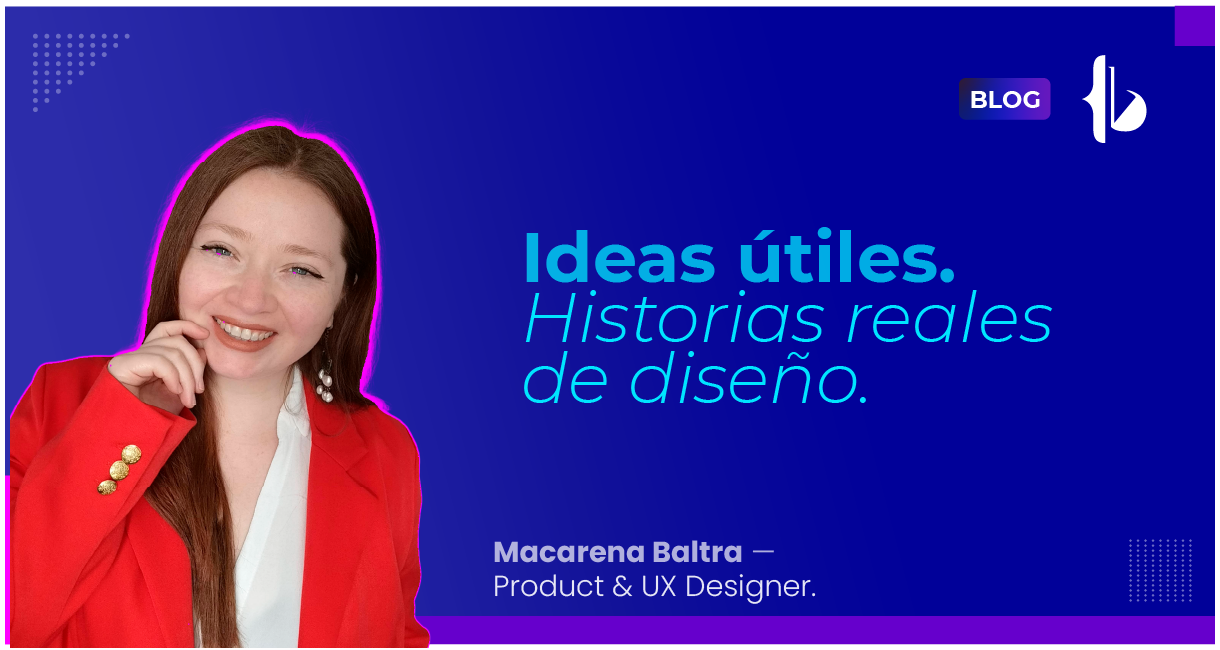 BLOG
Ideas útiles.
Historias reales
de diseño.
Macarena Baltra —
Product & UX Designer.